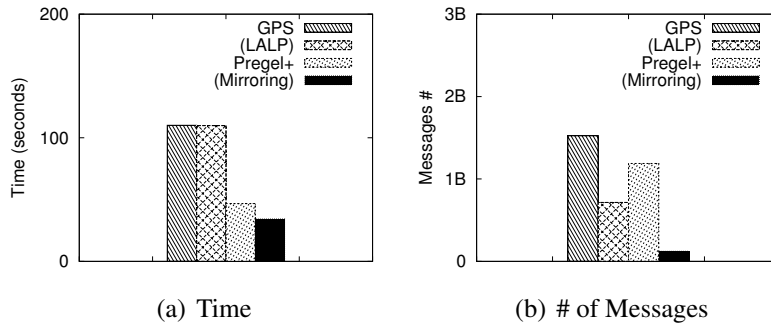 200
100
0
Time (seconds)
GPS
(LALP)
Pregel+
(Mirroring)
(a) Time
3B
2B
1B
0
Messages #
GPS
(LALP)
Pregel+
(Mirroring)
(b) # of Messages